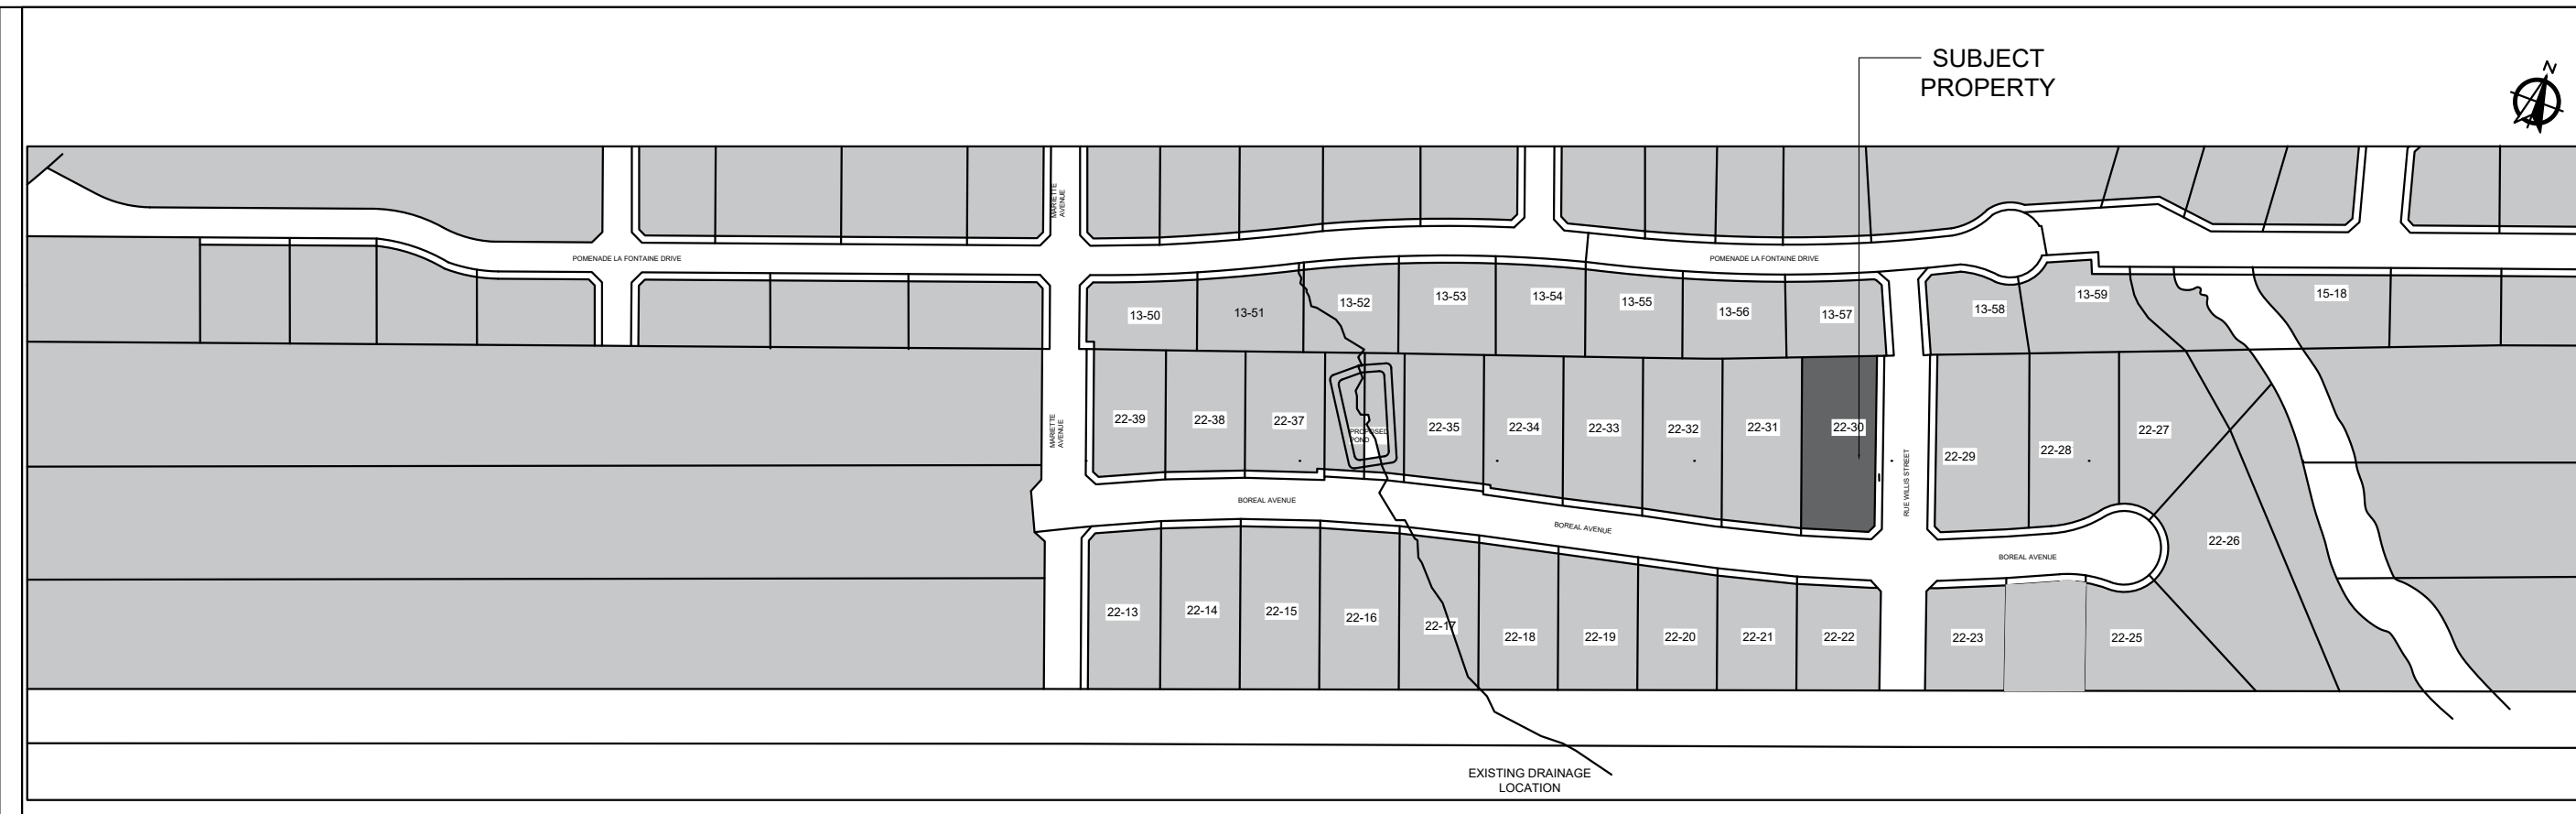 SUBJECT
PROPERTY
N
MARIETTE
AVENUE
POMENADE LA FONTAINE DRIVE
POMENADE LA FONTAINE DRIVE
13-50
13-51
13-52
13-53
13-54
13-55
13-56
13-57
13-58
13-59
15-18
MARIETTE
AVENUE
22-39
22-38
22-37
PROPOSED
POND
22-35
22-34
22-33
22-32
22-31
22-30
RUE WILLIS STREET
22-29
22-28
22-27
22-26
BOREAL AVENUE
BOREAL AVENUE
BOREAL AVENUE
22-13
22-14
22-15
22-16
22-17
22-18
22-19
22-20
22-21
22-22
22-23
22-25
EXISTING DRAINAGE
LOCATION